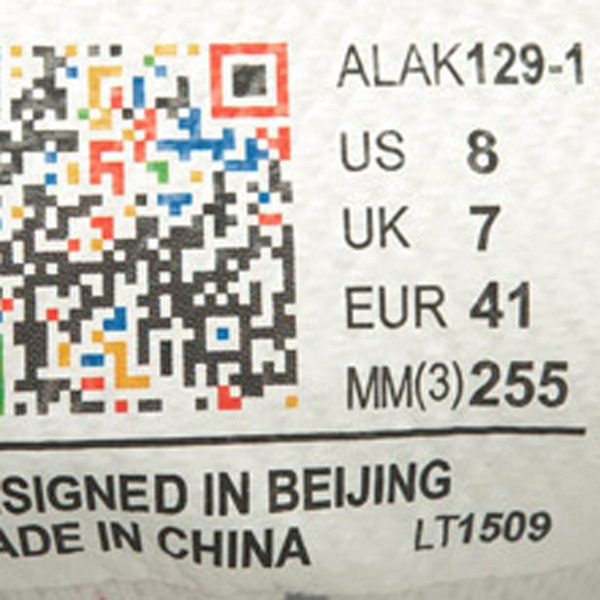 ALAK129-1
US 8
UK 7
EUR 41
MM(3)255
SIGNED IN BEIJING
ADE IN CHINA
LT1509